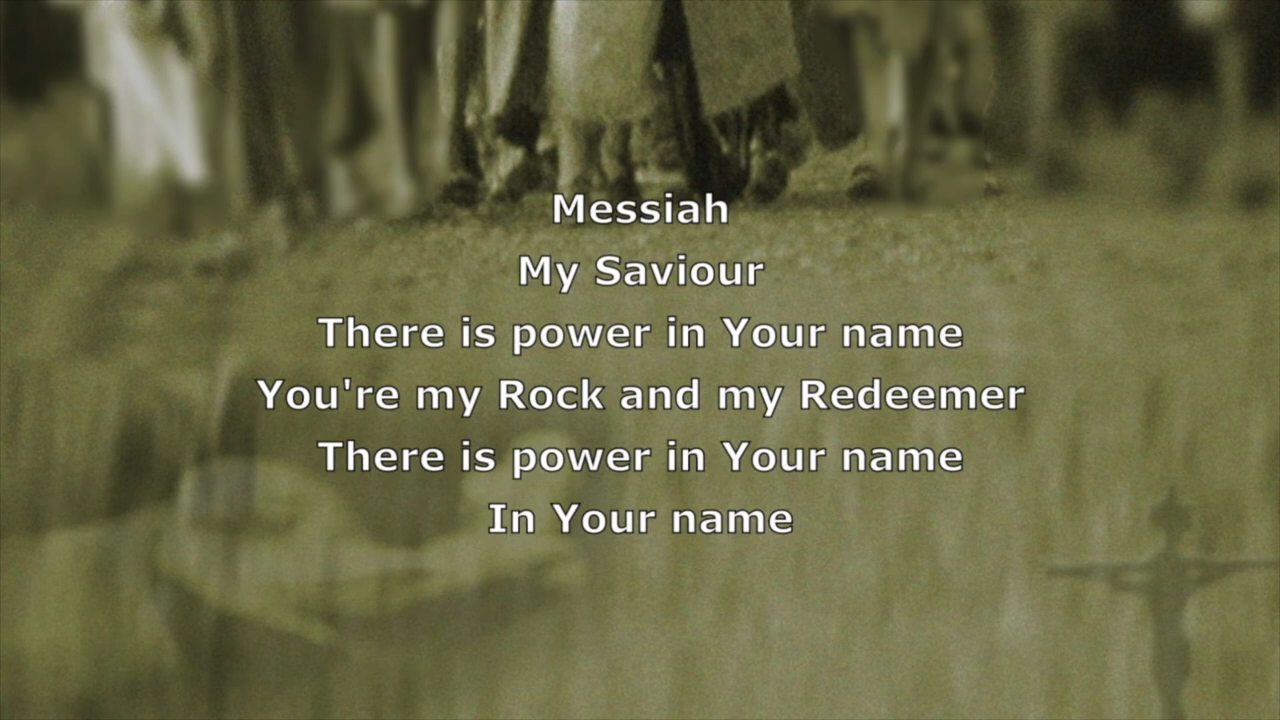 Messiah
My Saviour
There is power in Your name
You're my Rock and my Redeemer
There is power in Your name
In Your name